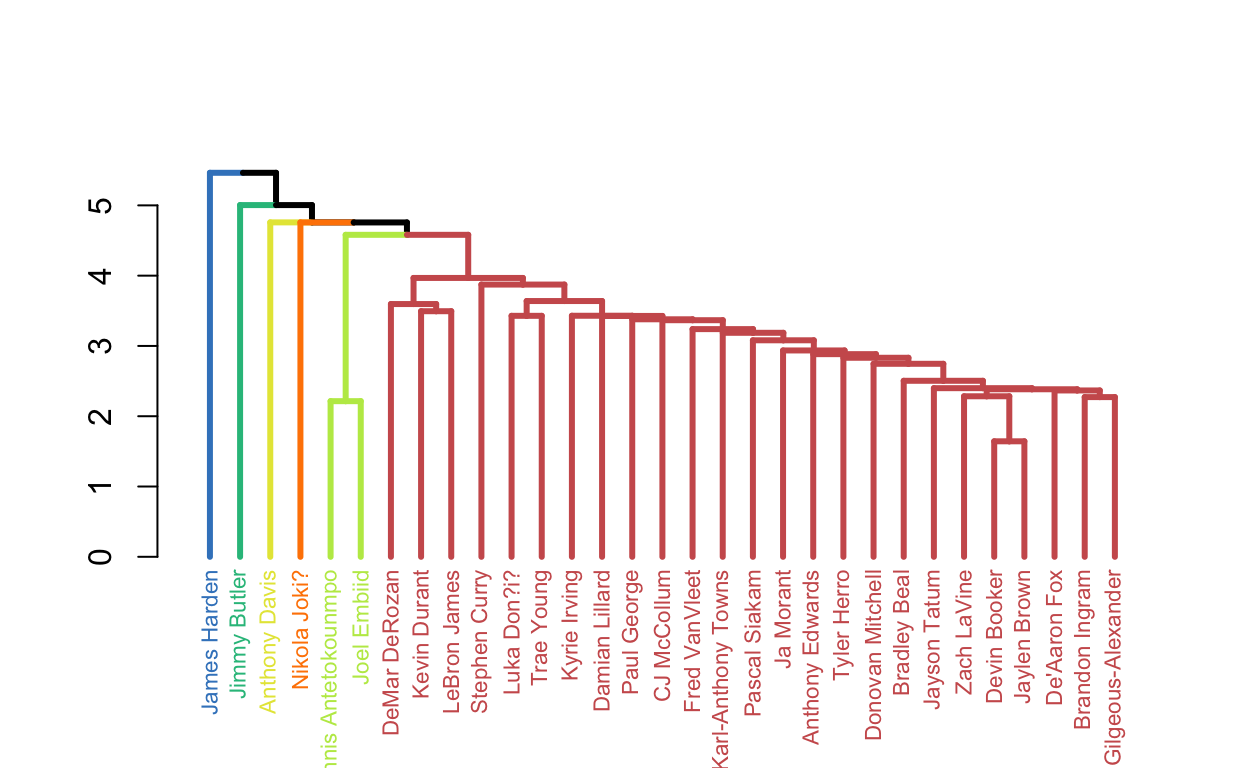 5
4
3
2
1
0
James Harden
Jimmy Butler
Anthony Davis
Nikola Joki?
nnis Antetokounmpo
Joel Embiid
DeMar DeRozan
Kevin Durant
LeBron James
Stephen Curry
Luka Don?i?
Trae Young
Kyrie Irving
Damian Lillard
Paul George
CJ McCollum
Fred VanVleet
Karl-Anthony Towns
Pascal Siakam
Ja Morant
Anthony Edwards
Tyler Herro
Donovan Mitchell
Bradley Beal
Jayson Tatum
Zach LaVine
Devin Booker
Jaylen Brown
De'Aaron Fox
Brandon Ingram
Gilgeous-Alexander